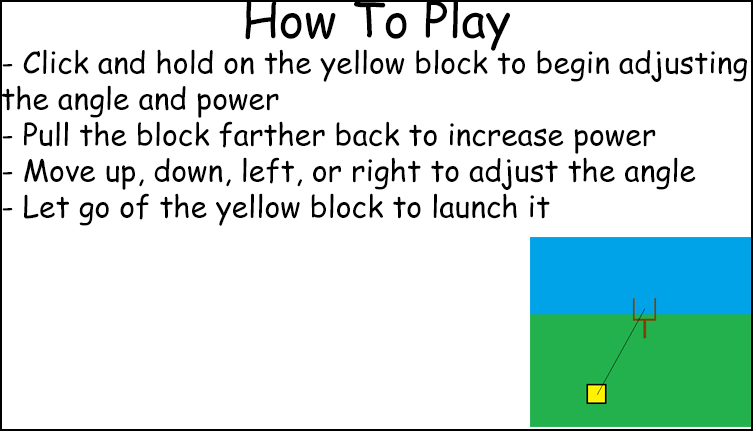 How To Play
- Click and hold on the yellow block to begin adjusting
the angle and power
- Pull the block farther back to increase power
- Move up, down, left, or right to adjust the angle
- Let go of the yellow block to launch it